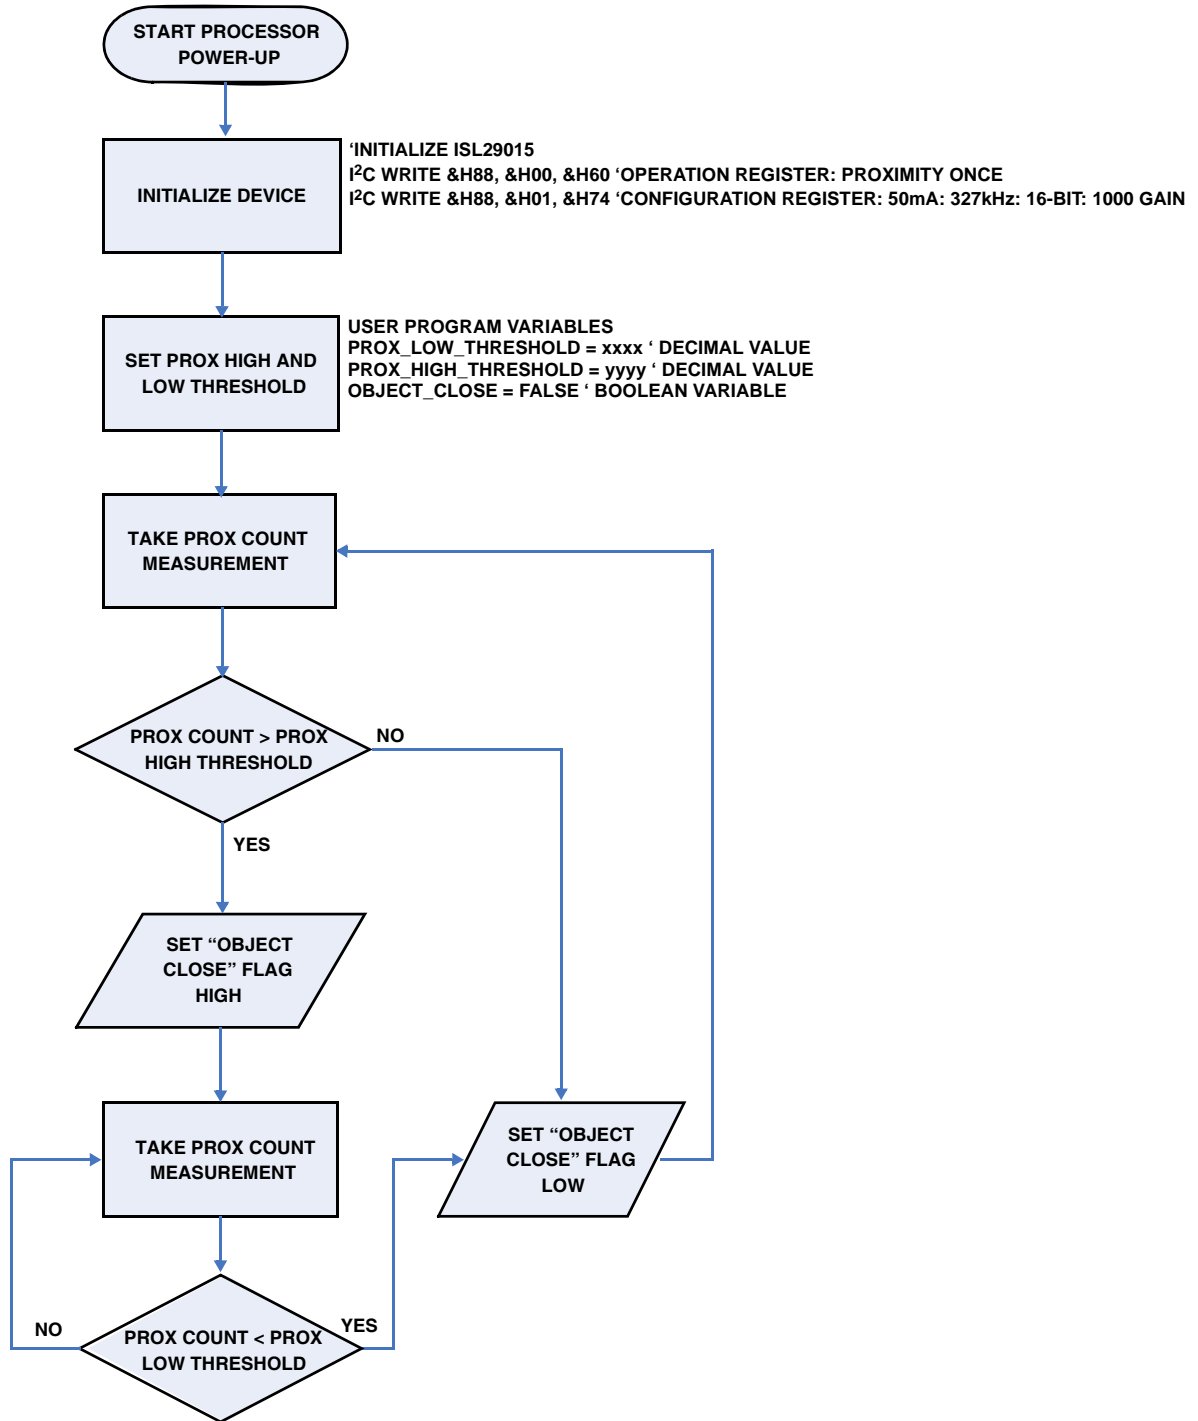 START PROCESSOR
POWER-UP
INITIALIZE DEVICE
‘INITIALIZE ISL29015
I²C WRITE &H88, &H00, &H60 ‘OPERATION REGISTER: PROXIMITY ONCE
I²C WRITE &H88, &H01, &H74 ‘CONFIGURATION REGISTER: 50mA: 327kHz: 16-BIT: 1000 GAIN
SET PROX HIGH AND
LOW THRESHOLD
USER PROGRAM VARIABLES
PROX_LOW_THRESHOLD = xxxx ‘ DECIMAL VALUE
PROX_HIGH_THRESHOLD = yyyy ‘ DECIMAL VALUE
OBJECT_CLOSE = FALSE ‘ BOOLEAN VARIABLE
TAKE PROX COUNT
MEASUREMENT
PROX COUNT > PROX
HIGH THRESHOLD
NO
YES
SET “OBJECT
CLOSE” FLAG
HIGH
TAKE PROX COUNT
MEASUREMENT
SET “OBJECT
CLOSE” FLAG
LOW
NO
PROX COUNT < PROX
LOW THRESHOLD
YES